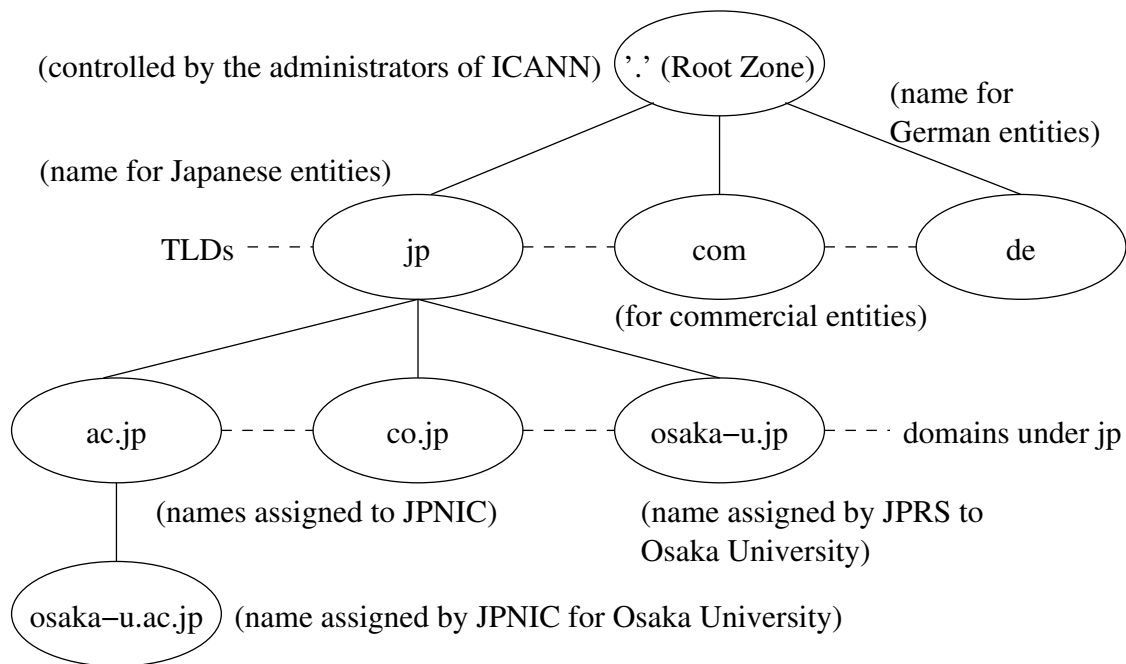 (controlled by the administrators of ICANN)
'.' (Root Zone)
(name for
German entities)
(name for Japanese entities)
TLDs
jp
com
de
(for commercial entities)
ac.jp
co.jp
osaka−u.jp
domains under jp
(names assigned to JPNIC)
(name assigned by JPRS to
Osaka University)
osaka−u.ac.jp
(name assigned by JPNIC for Osaka University)